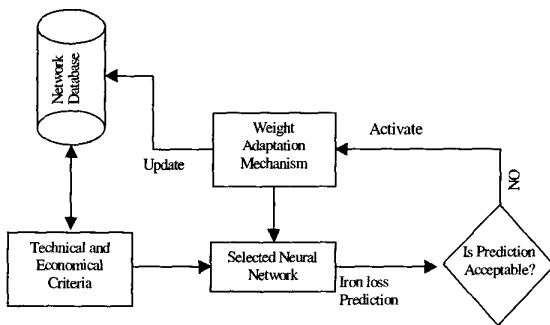 Network
Database
Weight
Adaptation
Mechanism
Activate
Update
NO
Technical and
Economical
Criteria
Selected Neural
Network
Iron loss
Prediction
Is Prediction
Acceptable?